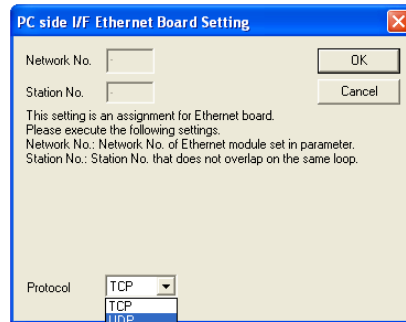 PC side I/F Ethernet Board Setting
Network No.
OK
Station No.
Cancel
This setting is an assignment for Ethernet board.
Please execute the following settings.
Network No.: Network No. of Ethernet module set in parameter.
Station No.: Station No. that does not overlap on the same loop.
Protocol TCP
TCP
UDP